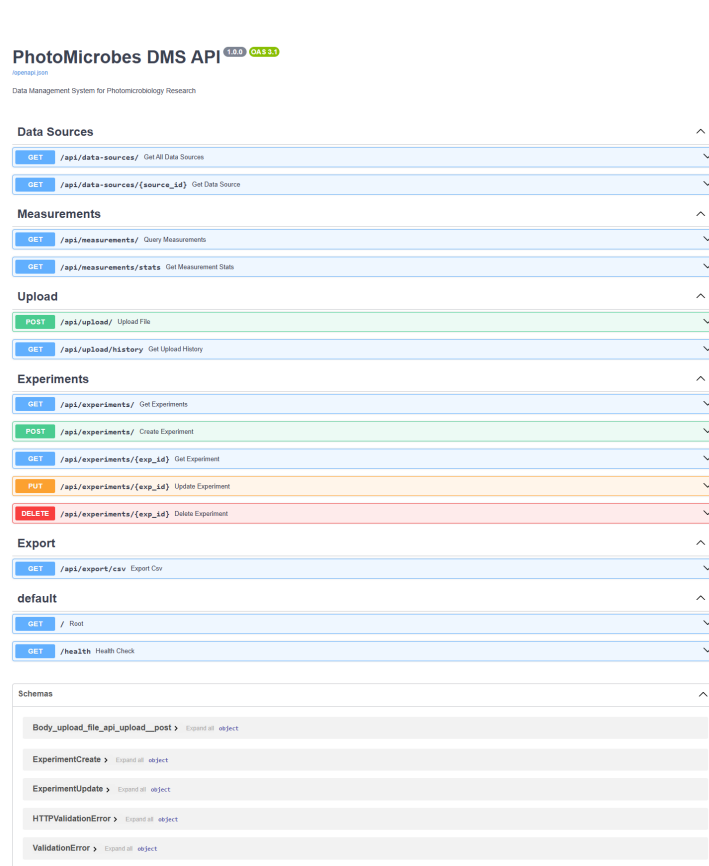 PhotoMicrobes DMS API 1.0.0 OAS 3.1
/openapi.json
Data Management System for Photomicrobiology Research
Data Sources
GET /api/data-sources/ Get All Data Sources
GET /api/data-sources/{source_id} Get Data Source
Measurements
GET /api/measurements/ Query Measurements
GET /api/measurements/stats Get Measurement Stats
Upload
POST /api/upload/ Upload File
GET /api/upload/history Get Upload History
Experiments
GET /api/experiments/ Get Experiments
POST /api/experiments/ Create Experiment
GET /api/experiments/{exp_id} Get Experiment
PUT /api/experiments/{exp_id} Update Experiment
DELETE /api/experiments/{exp_id} Delete Experiment
Export
GET /api/export/csv Export Csv
default
GET / Root
GET /health Health Check
Schemas
Body_upload_file_api_upload__post Expand all object
ExperimentCreate Expand all object
ExperimentUpdate Expand all object
HTTPValidationError Expand all object
ValidationError Expand all object